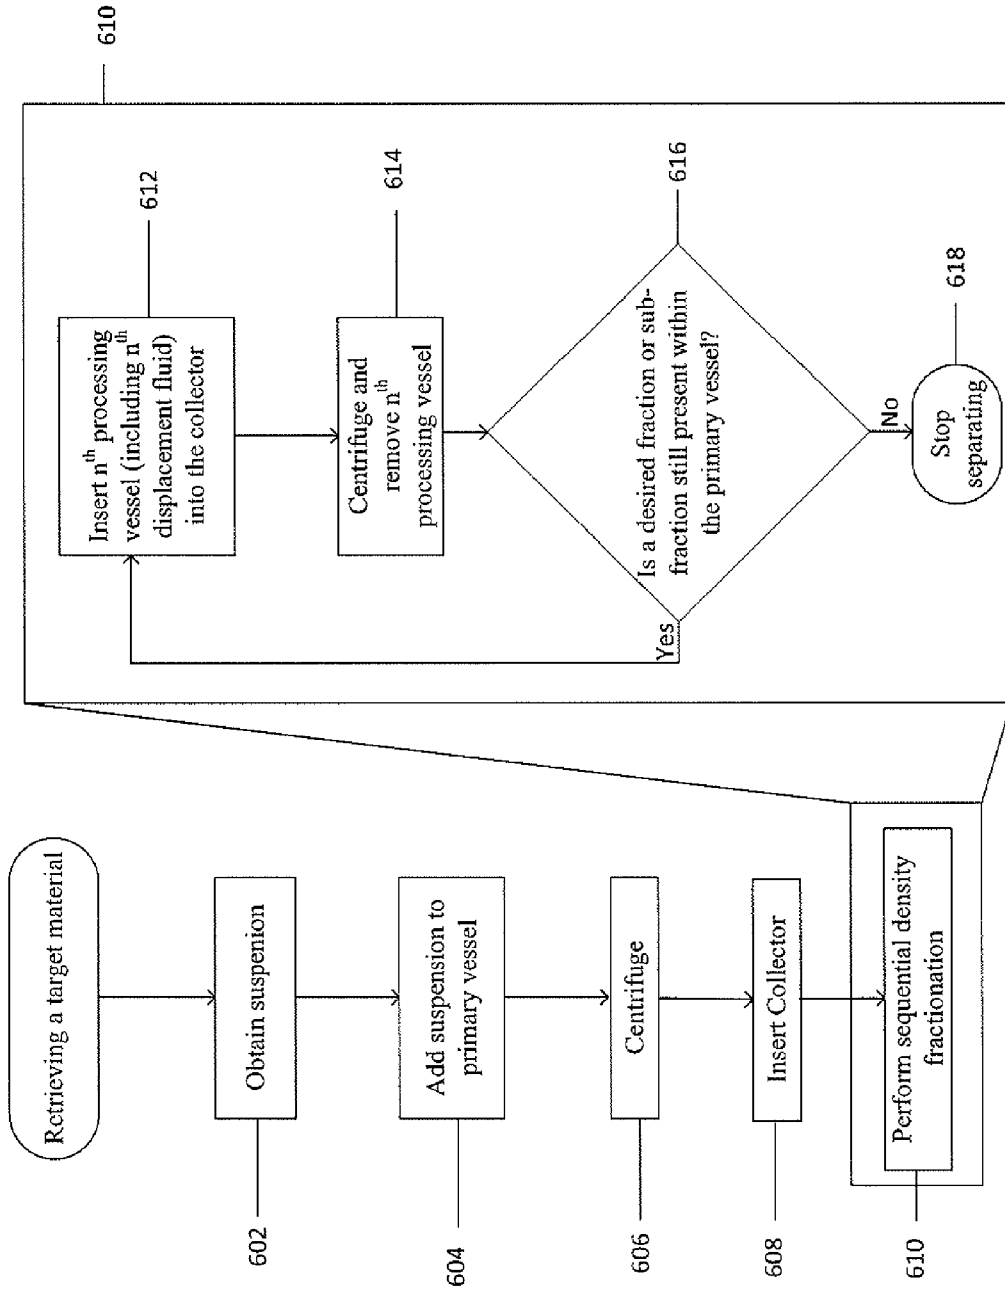 Retrieving a target material
602
Obtain suspenion
604
Add suspension to
primary vessel
606
Centrifuge
608
Insert Collector
610
Perform sequential density
fractionation
610
Insert nth processing
vessel (including nth
displacement fluid)
into the collector
612
Centrifuge and
remove nth
processing vessel
614
Is a desired fraction or sub-
fraction still present within
the primary vessel?
616
Yes
No
Stop
separating
618